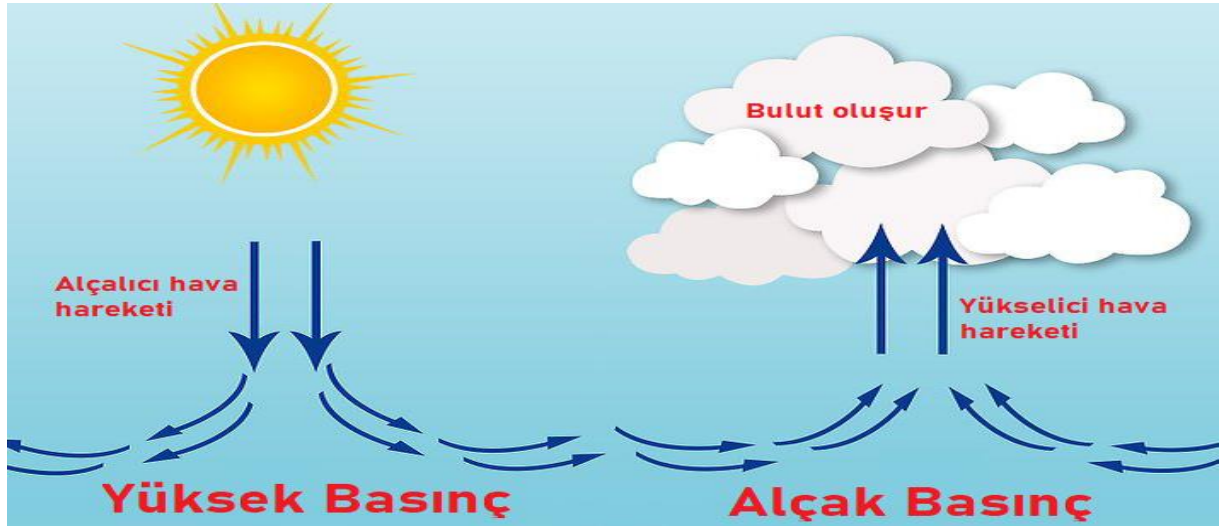 Bulut oluşur
Alçalıcı hava
hareketi
Yükselici hava
hareketi
Yüksek Basınç
Alçak Basınç